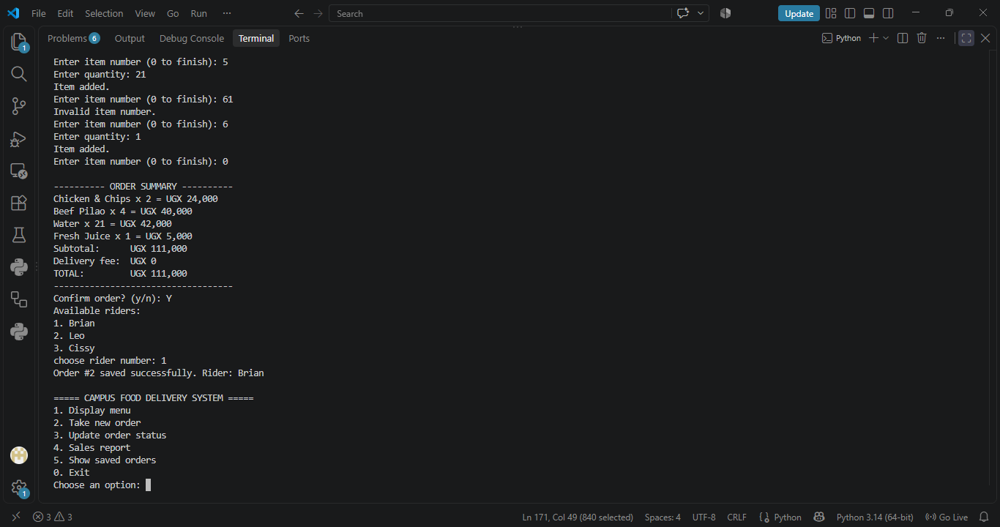 File Edit Selection View Go Run ··· Search Update
Problems 6 Output Debug Console Terminal Ports Python
1
Enter item number (0 to finish): 5
Enter quantity: 21
Item added.
Enter item number (0 to finish): 61
Invalid item number.
Enter item number (0 to finish): 6
Enter quantity: 1
Item added.
Enter item number (0 to finish): 0
---------- ORDER SUMMARY ----------
Chicken & Chips x 2 = UGX 24,000
Beef Pilao x 4 = UGX 40,000
Water x 21 = UGX 42,000
Fresh Juice x 1 = UGX 5,000
Subtotal: UGX 111,000
Delivery fee: UGX 0
TOTAL: UGX 111,000
-----------------------------------
Confirm order? (y/n): Y
Available riders:
1. Brian
2. Leo
3. Cissy
choose rider number: 1
Order #2 saved successfully. Rider: Brian
===== CAMPUS FOOD DELIVERY SYSTEM =====
1. Display menu
2. Take new order
3. Update order status
4. Sales report
5. Show saved orders
0. Exit
Choose an option:
1
3 3 Ln 171, Col 49 (840 selected) Spaces: 4 UTF-8 CRLF {} Python Python 3.14 (64-bit) Go Live